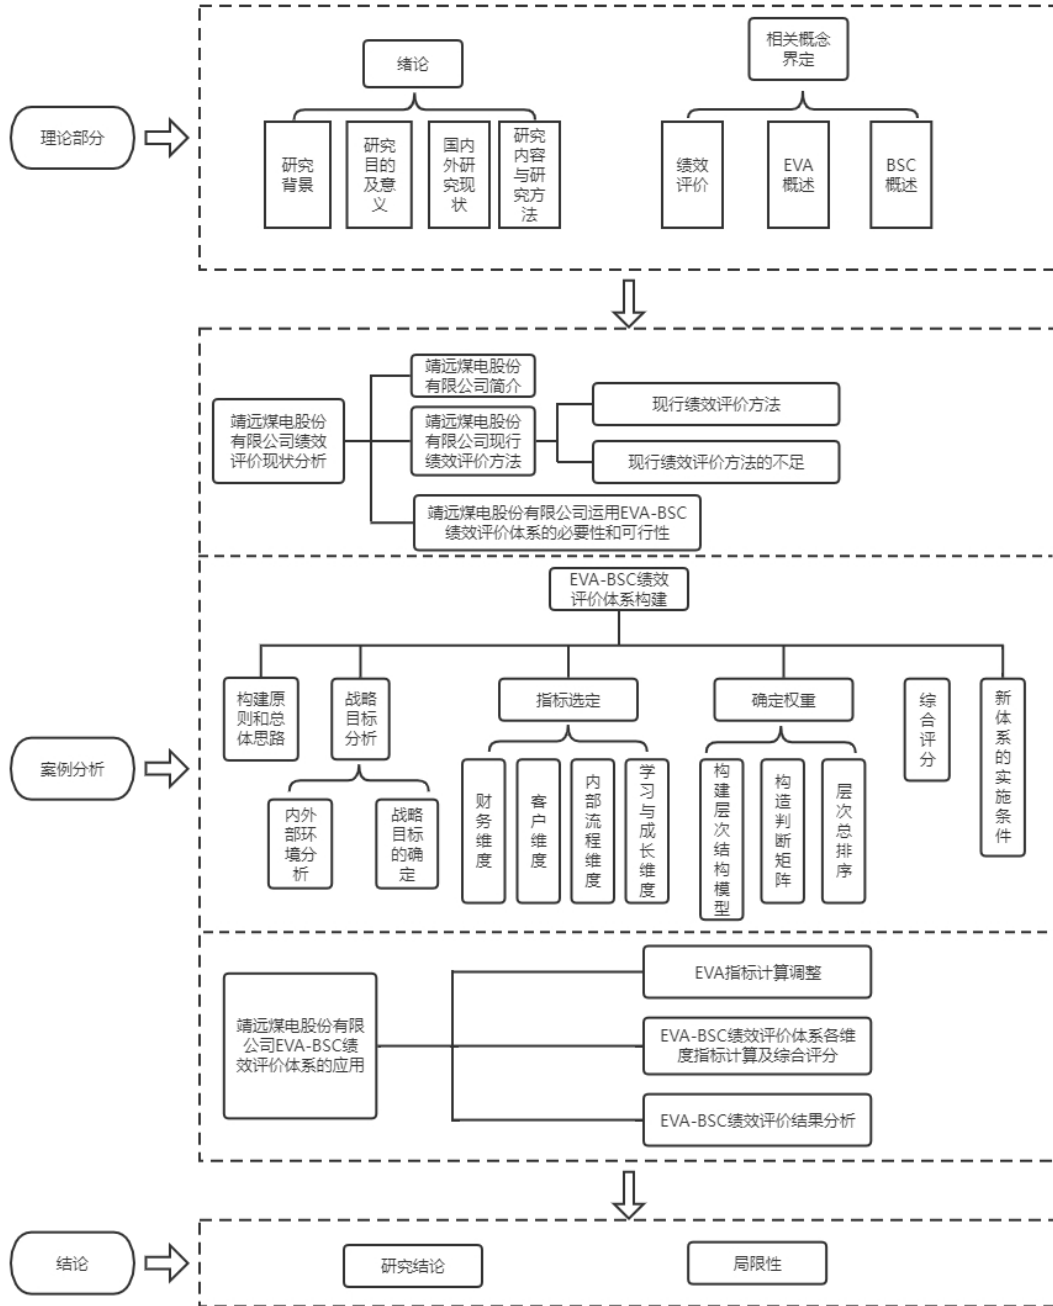 理论部分
绪论
研究
背景
研究
目的
及意
义
国内
外研
究现
状
研究
内容
与研
究方
法
相关概念
界定
绩效
评价
EVA
概述
BSC
概述
案例分析
靖远煤电股份
有限公司绩效
评价现状分析
靖远煤电股份
有限公司简介
靖远煤电股份
有限公司现行
绩效评价方法
现行绩效评价方法
现行绩效评价方法的不足
靖远煤电股份有限公司运用EVA-BSC
绩效评价体系的必要性和可行性
EVA-BSC绩效
评价体系构建
构建原
则和总
体思路
战略
目标
分析
内外
部环
境分
析
战略
目标
的确
定
指标选定
财务维度
客户维度
内部流程维度
学习与成长维度
确定权重
构建层次结构模型
构造判断矩阵
层次总排序
综合评分
新体系的实施条件
靖远煤电股份有限
公司EVA-BSC绩
效评价体系的应用
EVA指标计算调整
EVA-BSC绩效评价体系各维
度指标计算及综合评分
EVA-BSC绩效评价结果分析
结论
研究结论
局限性